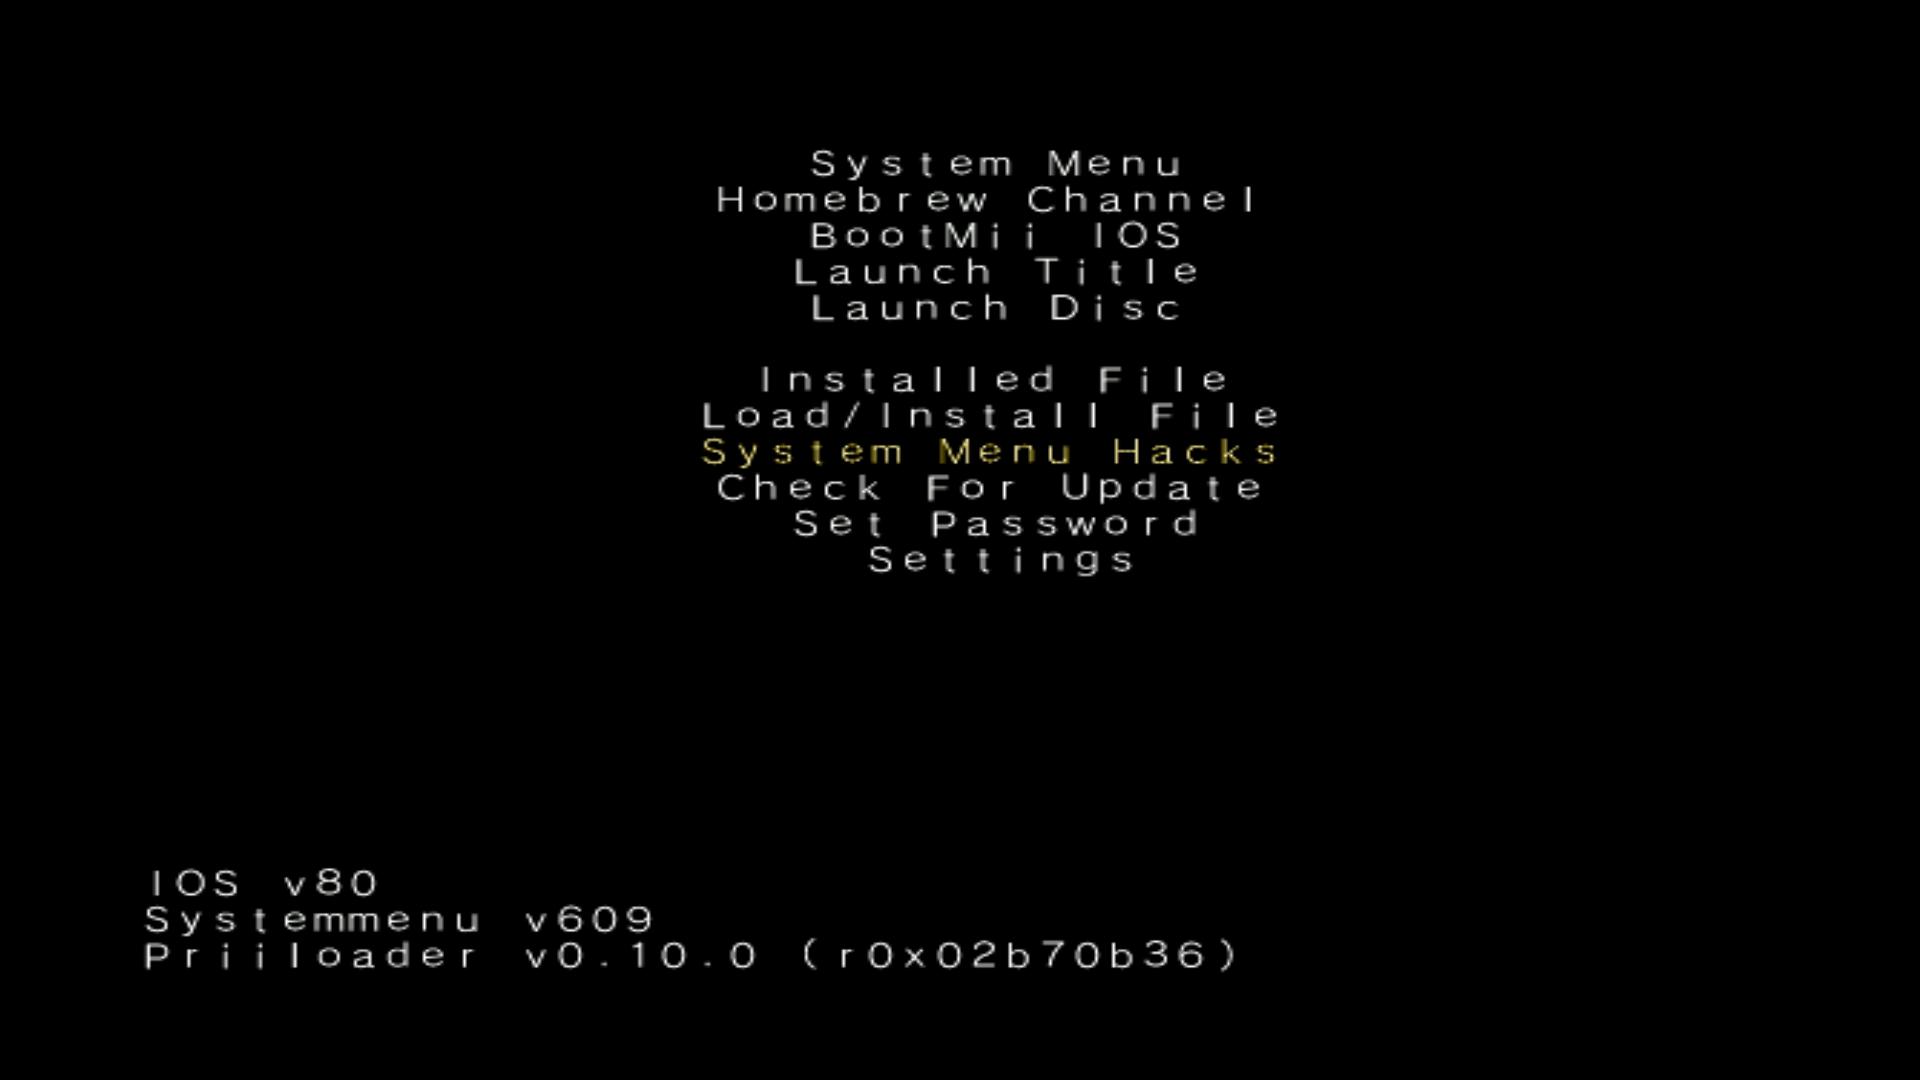 System Menu
Homebrew Channel
BootMii IOS
Launch Title
Launch Disc
Installed File
Load/Install File
System Menu Hacks
Check For Update
Set Password
Settings
IOS v80
Systemmenu v609
Priiloader v0.10.0 (r0x02b70b36)